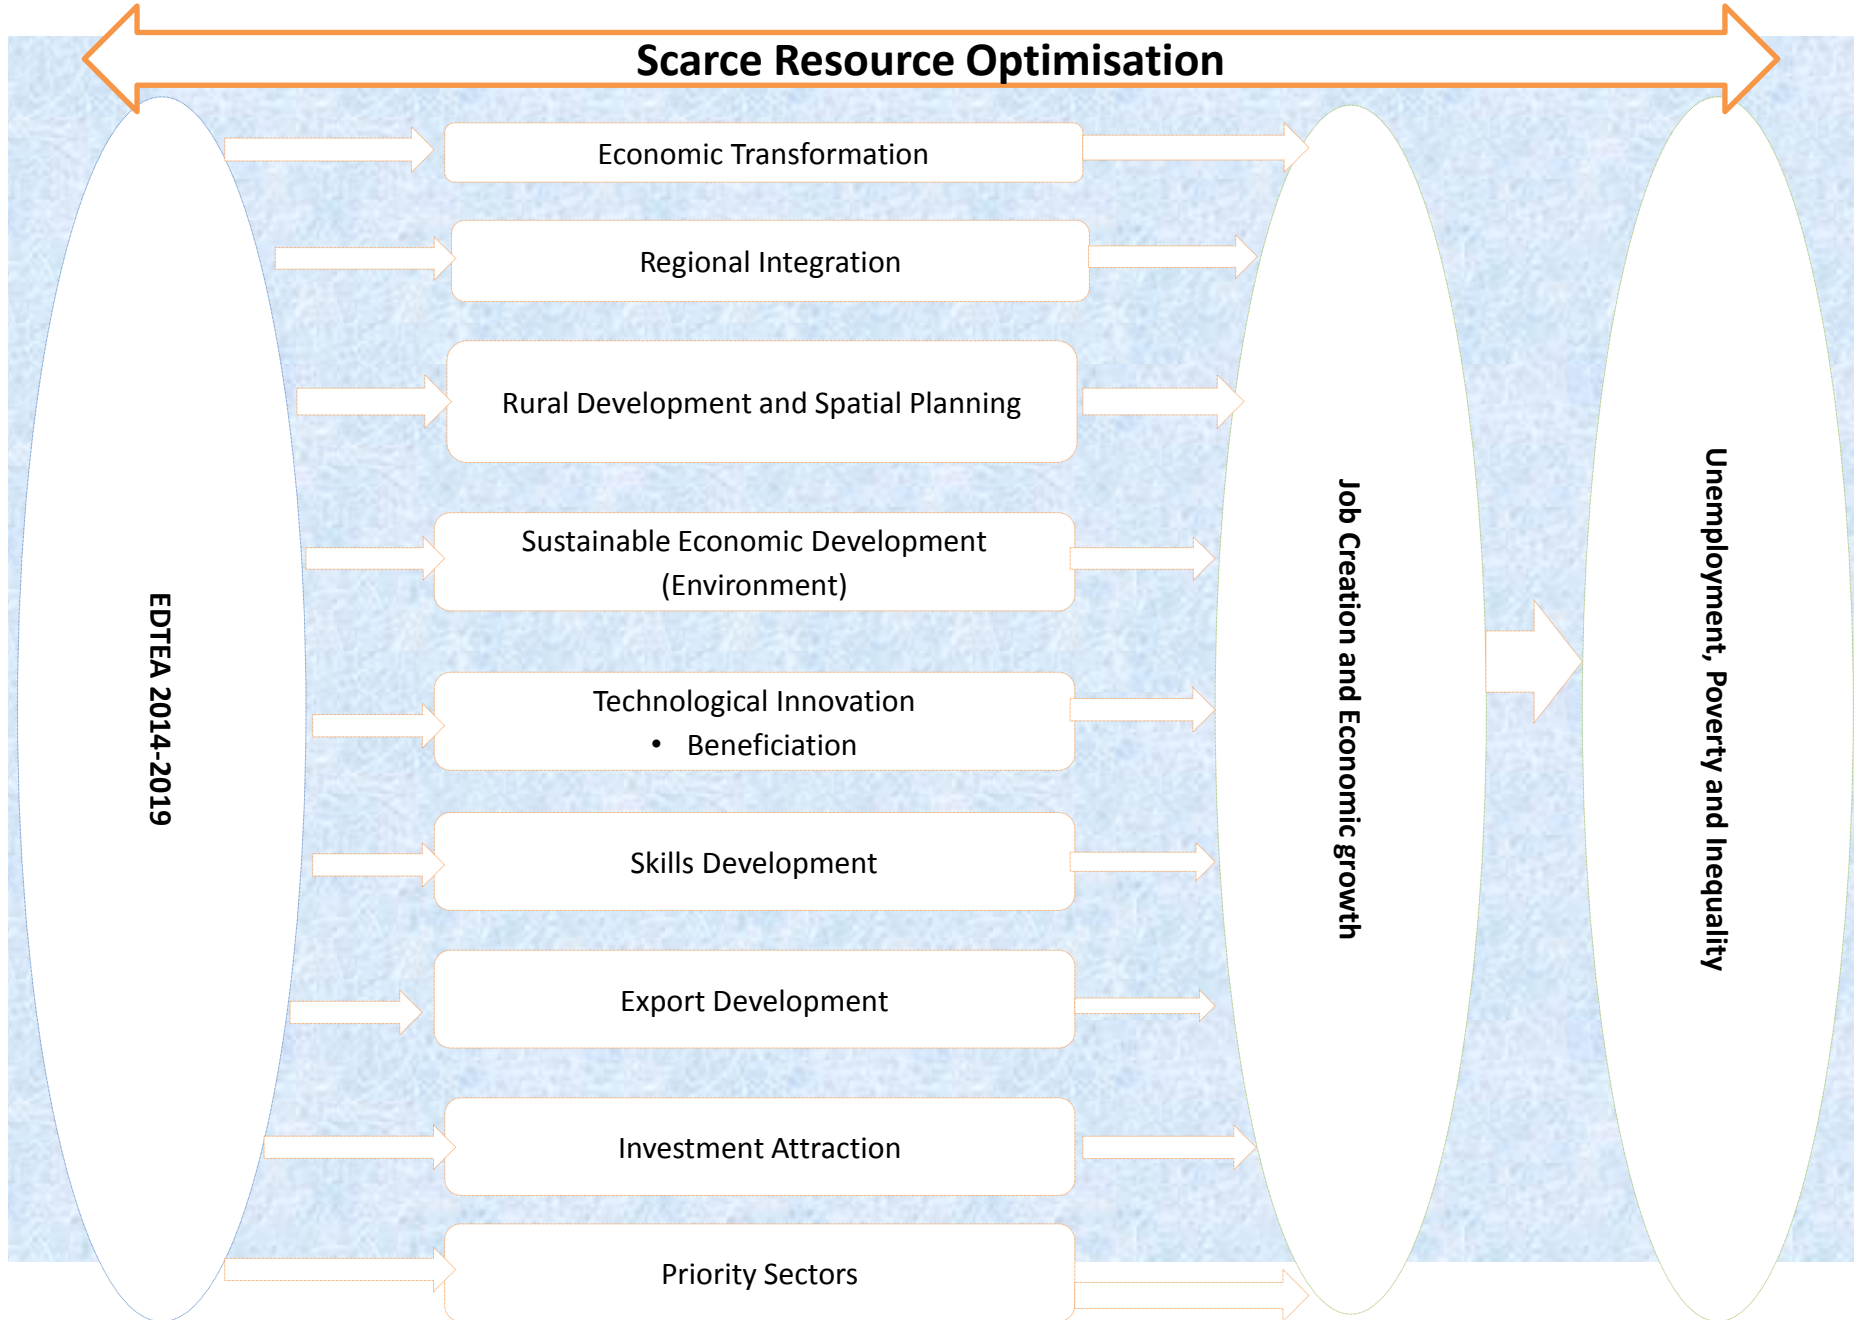 Scarce Resource Optimisation
EDTEA 2014-2019
Economic Transformation
Regional Integration
Rural Development and Spatial Planning
Sustainable Economic Development
(Environment)
Technological Innovation
• Beneficiation
Skills Development
Export Development
Investment Attraction
Priority Sectors
Job Creation and Economic growth
Unemployment, Poverty and Inequality